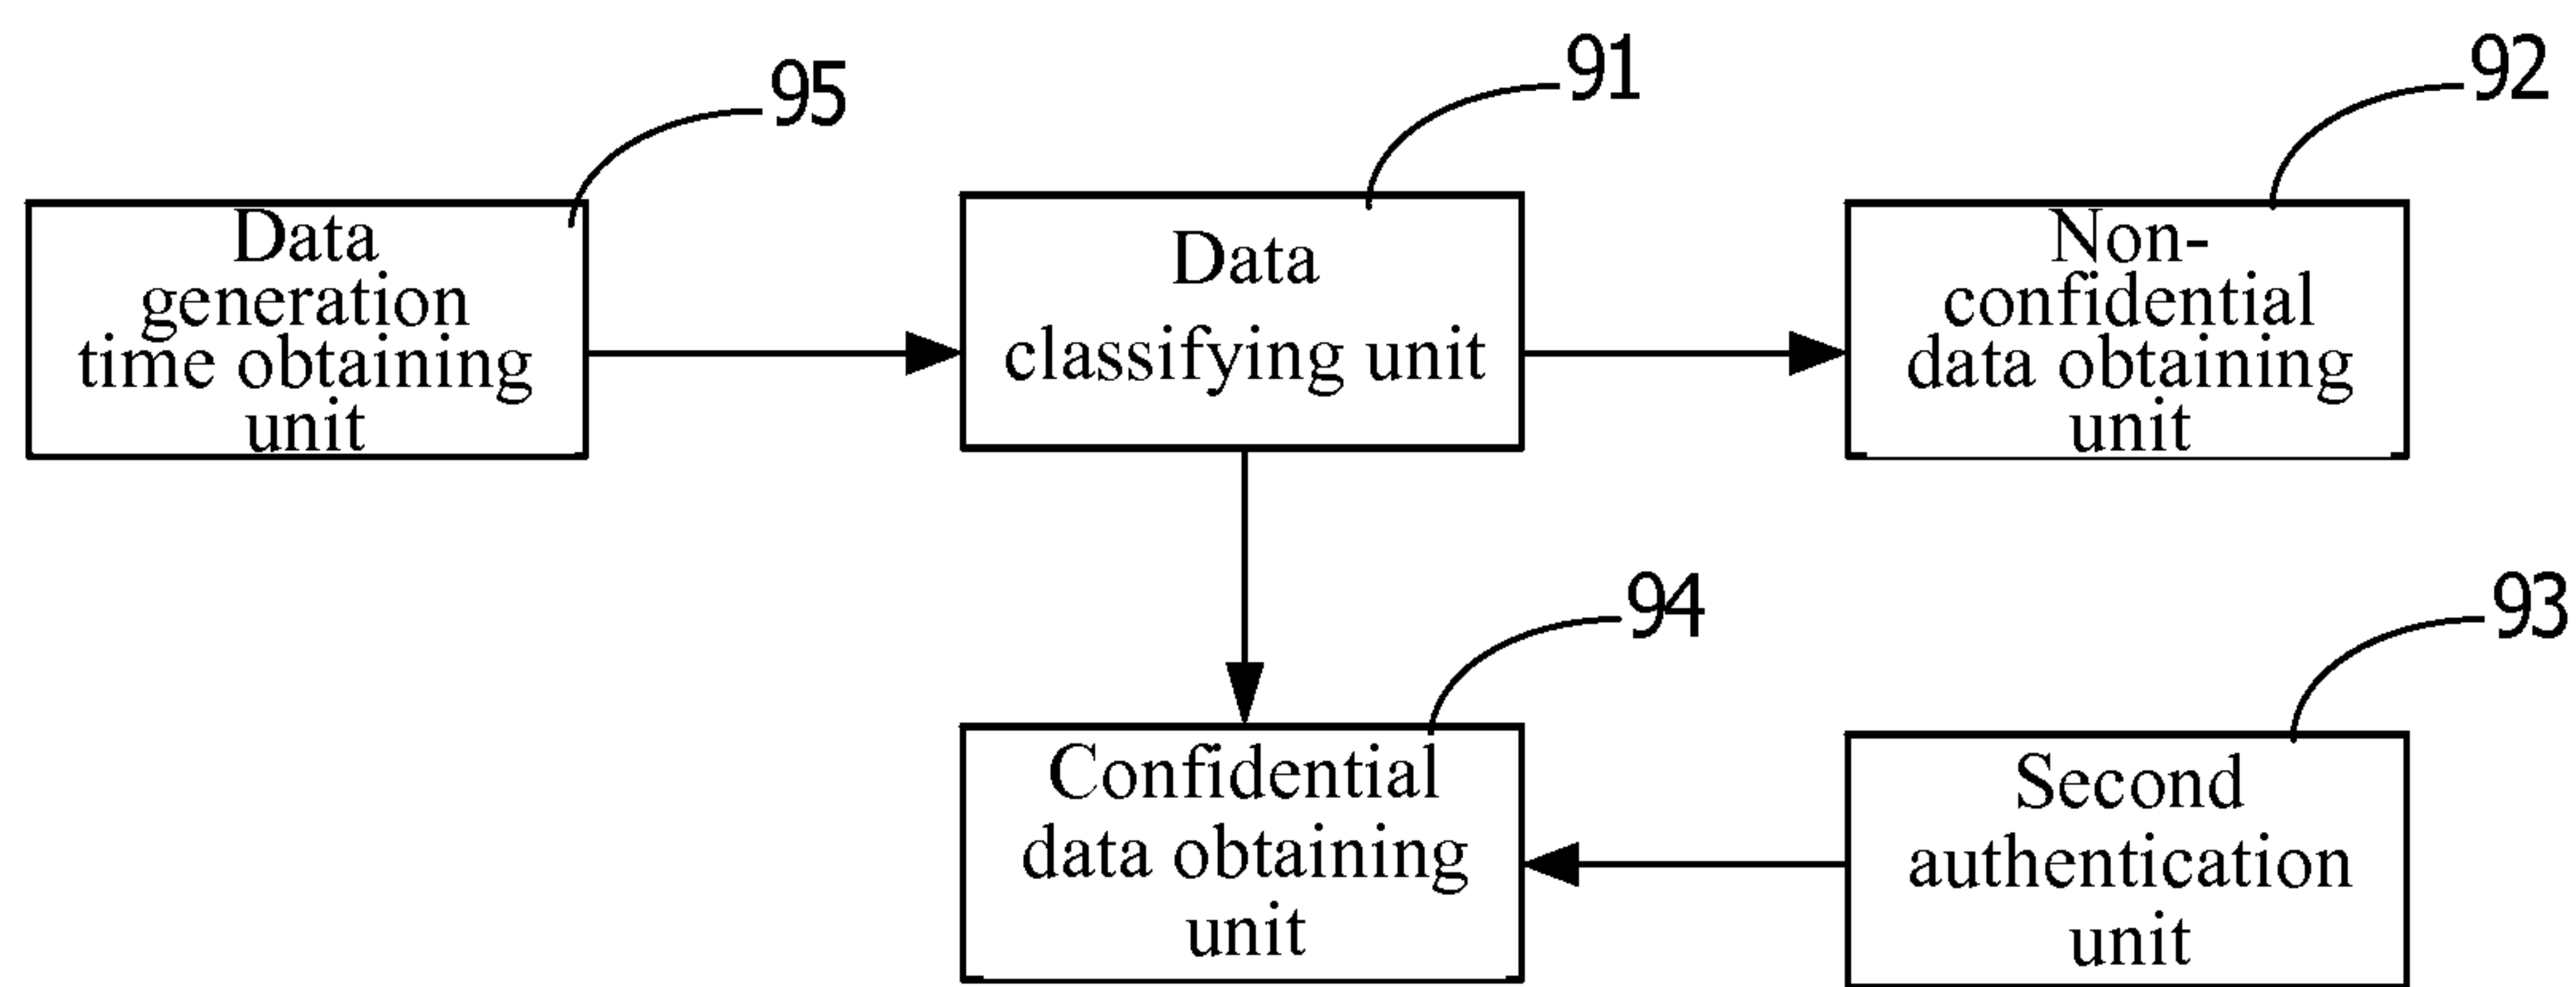 95
91
92
Data
generation
time obtaining
unit
Data
classifying unit
Non-
confidential
data obtaining
unit
94
93
Confidential
data obtaining
unit
Second
authentication
unit